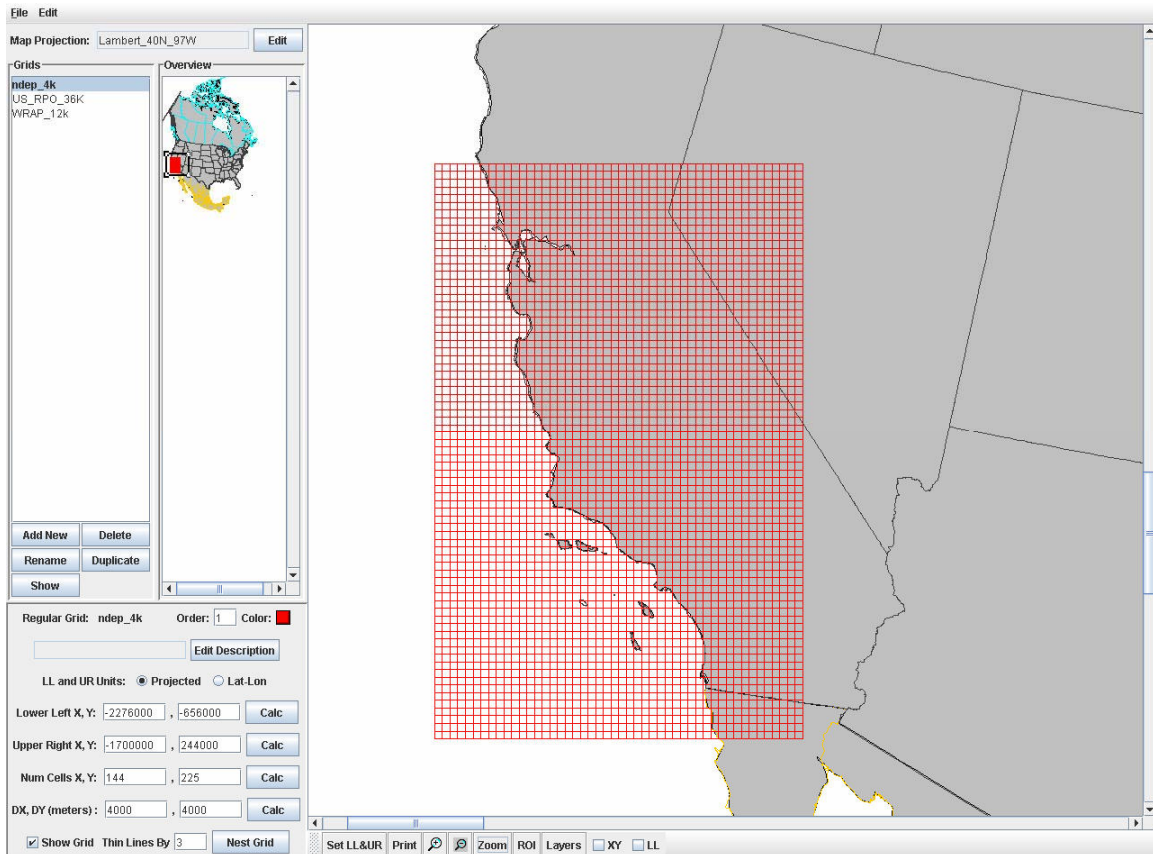 File Edit
Map Projection: Lambert_40N_97W Edit
Grids
ndep_4k
US_RPO_36K
WRAP_12k
Overview
Add New Delete
Rename Duplicate
Show
Regular Grid: ndep_4k Order: 1 Color:
Edit Description
LL and UR Units: Projected Lat-Lon
Lower Left X, Y: -2276000 , -656000 Calc
Upper Right X, Y: -1700000 , 244000 Calc
Num Cells X, Y: 144 , 225 Calc
DX, DY (meters) : 4000 , 4000 Calc
Show Grid Thin Lines By 3 Nest Grid
Set LL&UR Print Zoom ROI Layers XY LL